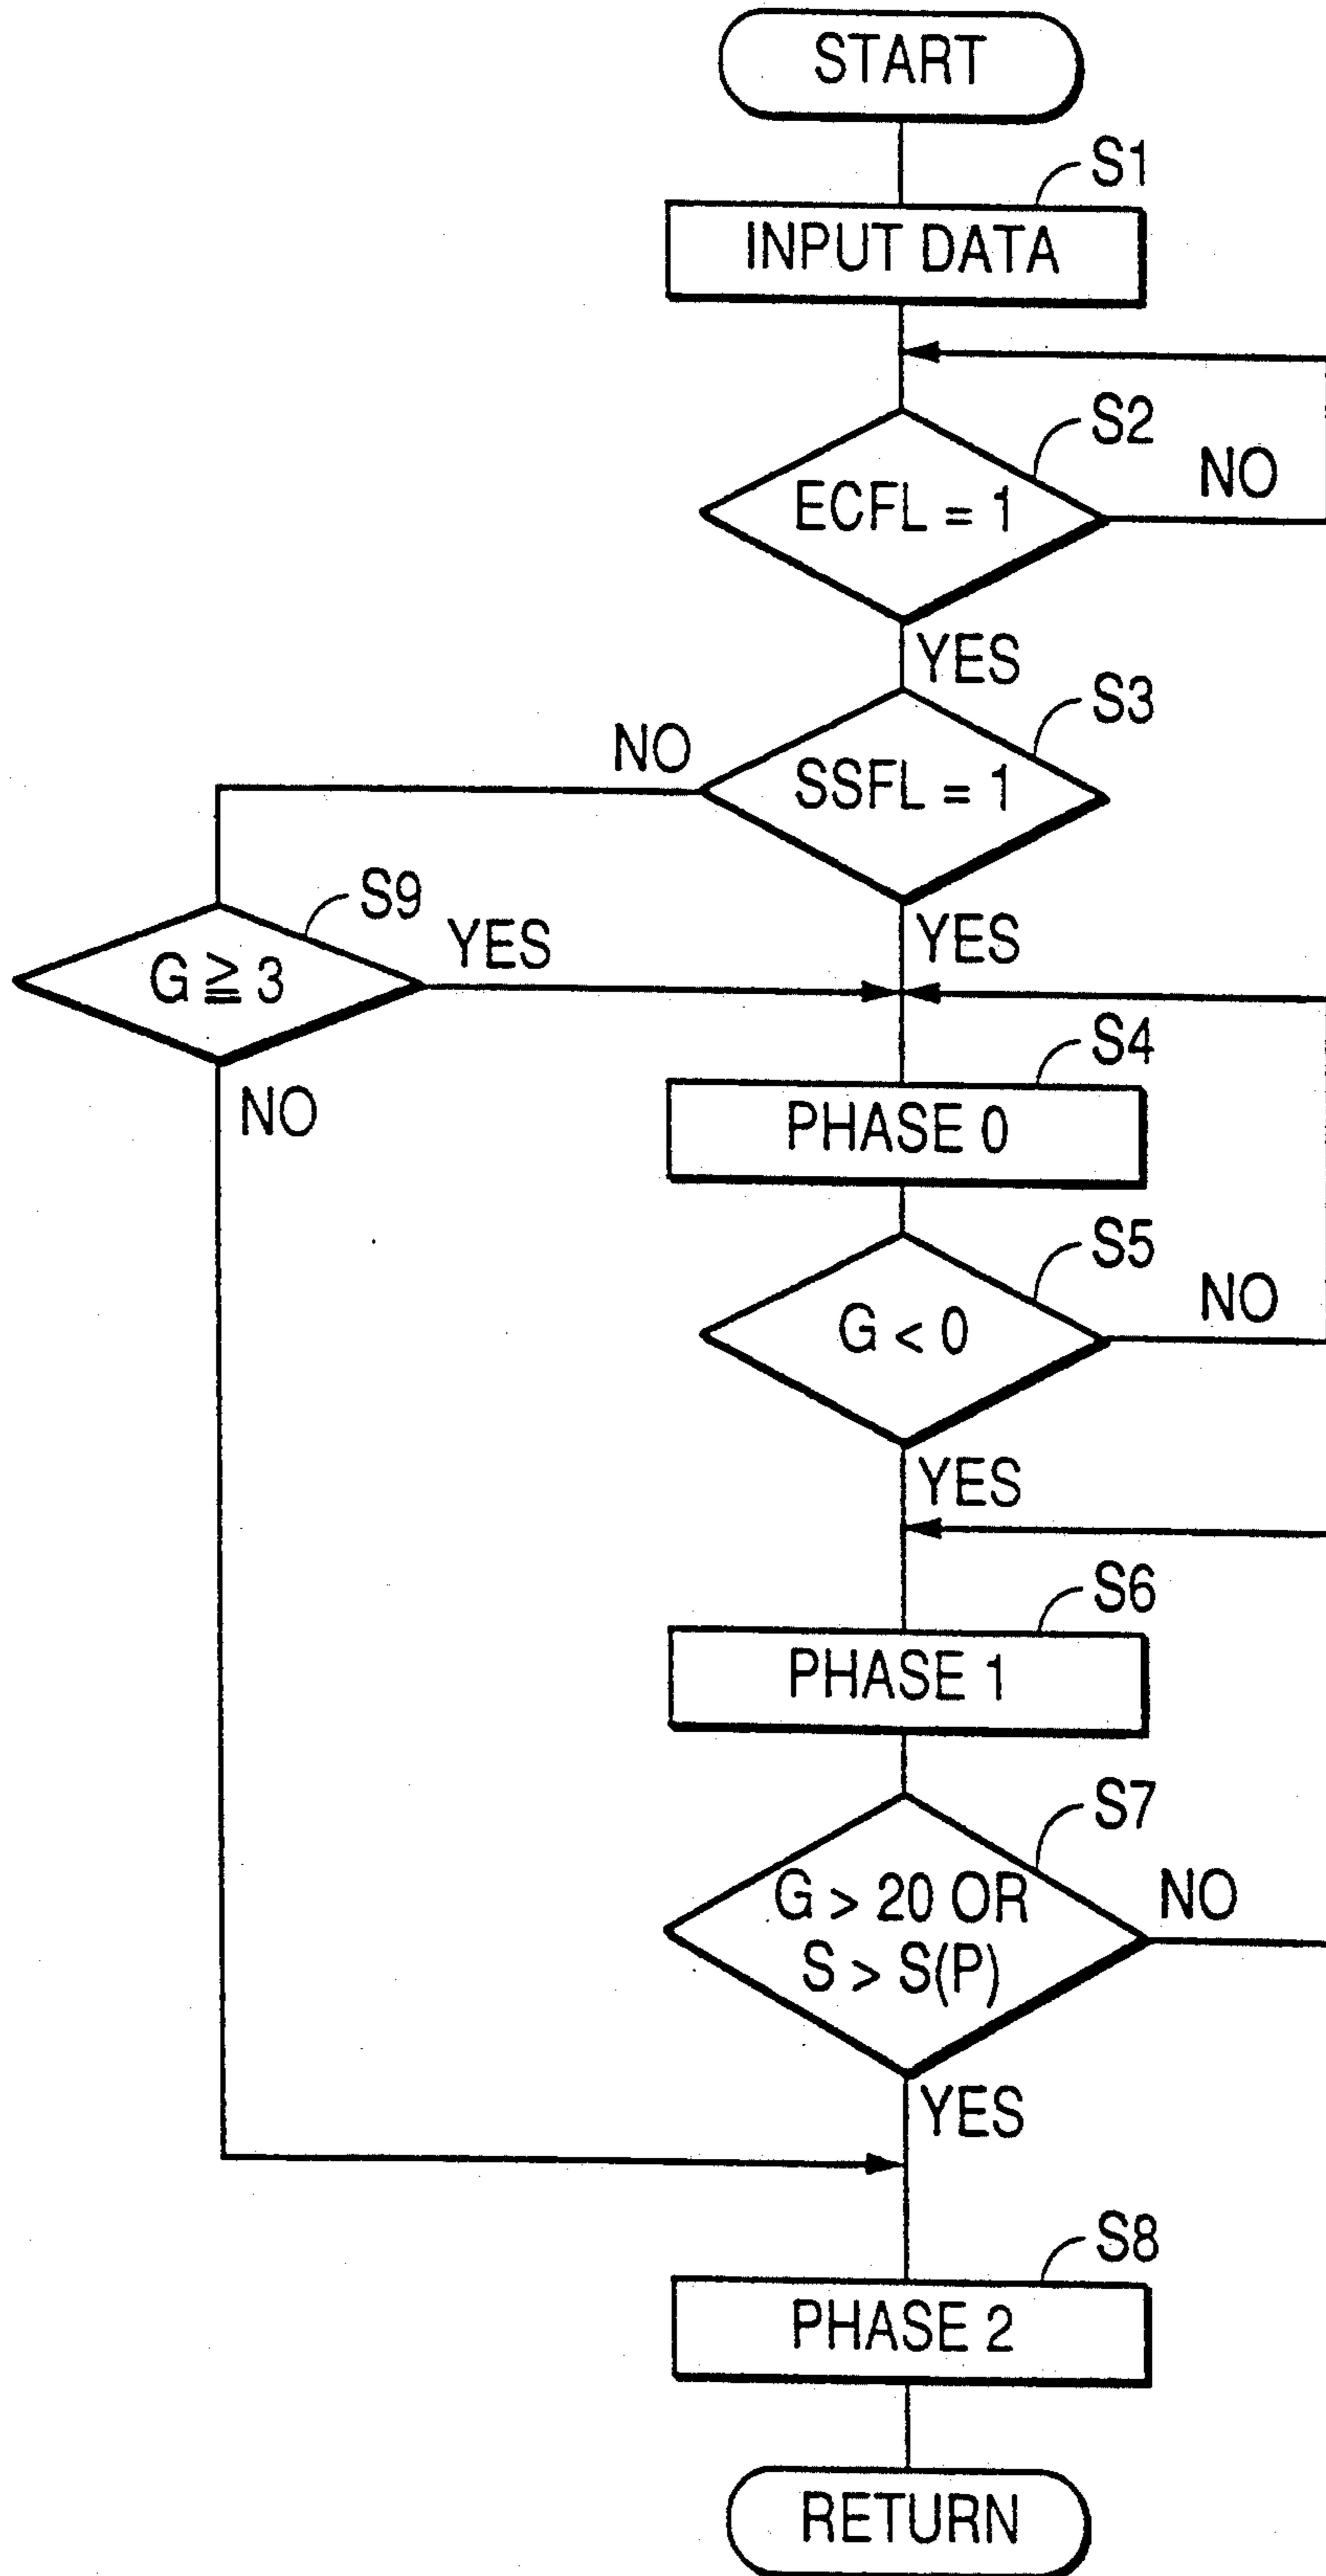 START
S1
INPUT DATA
S2
ECFL = 1
NO
YES
S3
NO
SSFL = 1
S9
YES
YES
G ≧ 3
S4
NO
PHASE 0
S5
NO
G < 0
YES
S6
PHASE 1
S7
G > 20 OR
NO
S > S(P)
YES
S8
PHASE 2
RETURN